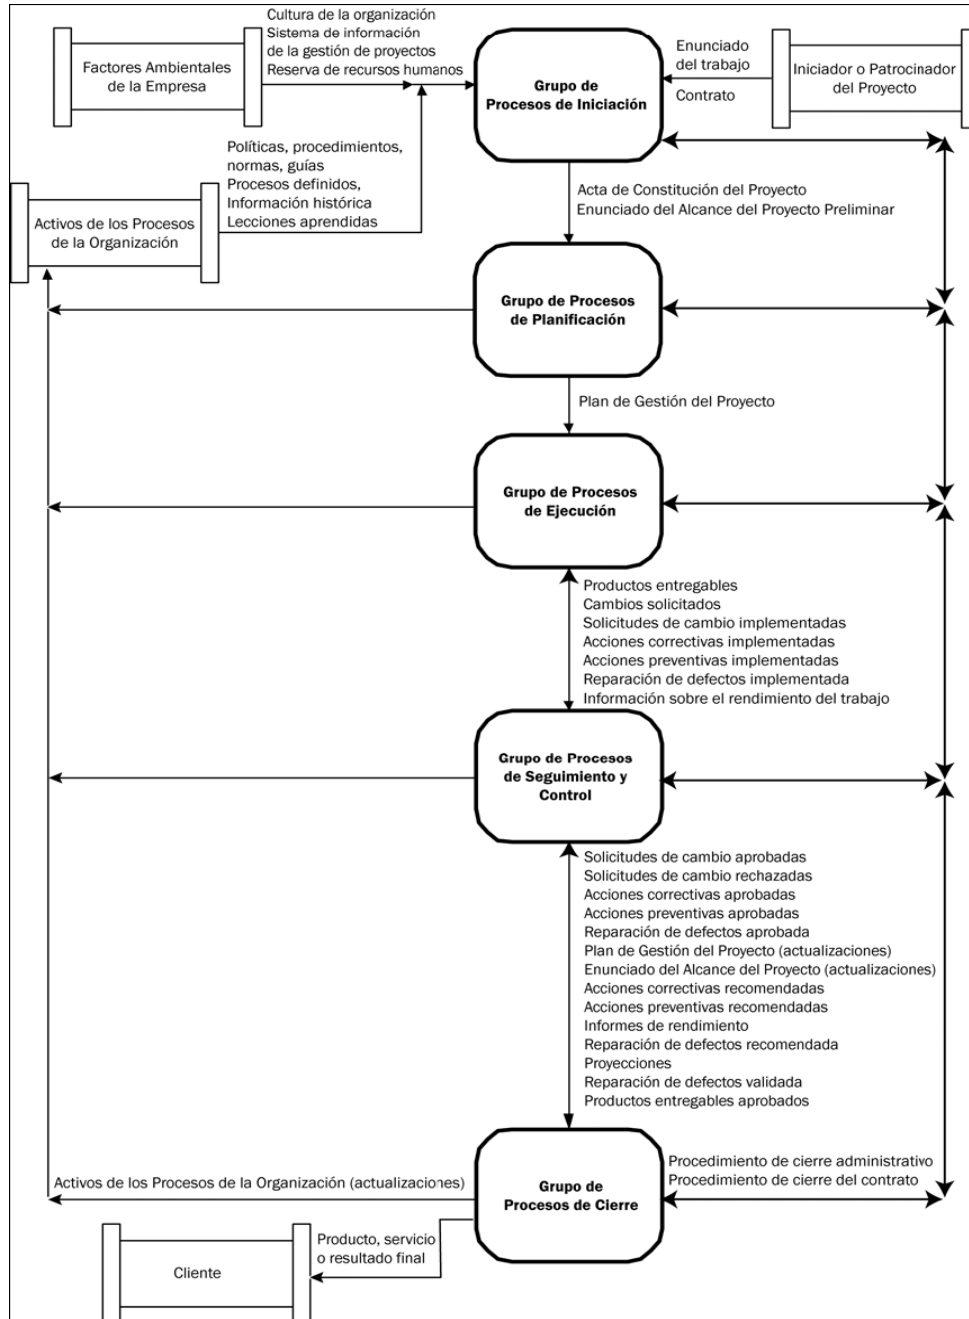 Cultura de la organización
Sistema de información
de la gestión de proyectos
Reserva de recursos humanos
Factores Ambientales
de la Empresa
Grupo de
Procesos de Iniciación
Enunciado
del trabajo
Contrato
Iniciador o Patrocinador
del Proyecto
Políticas, procedimientos,
normas, guías
Procesos definidos,
Información histórica
Lecciones aprendidas
Activos de los Procesos
de la Organización
Acta de Constitución del Proyecto
Enunciado del Alcance del Proyecto Preliminar
Grupo de Procesos
de Planificación
Plan de Gestión del Proyecto
Grupo de Procesos
de Ejecución
Productos entregables
Cambios solicitados
Solicitudes de cambio implementadas
Acciones correctivas implementadas
Acciones preventivas implementadas
Reparación de defectos implementada
Información sobre el rendimiento del trabajo
Grupo de Procesos
de Seguimiento y
Control
Solicitudes de cambio aprobadas
Solicitudes de cambio rechazadas
Acciones correctivas aprobadas
Acciones preventivas aprobadas
Reparación de defectos aprobada
Plan de Gestión del Proyecto (actualizaciones)
Enunciado del Alcance del Proyecto (actualizaciones)
Acciones correctivas recomendadas
Acciones preventivas recomendadas
Informes de rendimiento
Reparación de defectos recomendada
Proyecciones
Reparación de defectos validada
Productos entregables aprobados
Activos de los Procesos de la Organización (actualizaciones)
Grupo de
Procesos de Cierre
Procedimiento de cierre administrativo
Procedimiento de cierre del contrato
Producto, servicio
o resultado final
Cliente